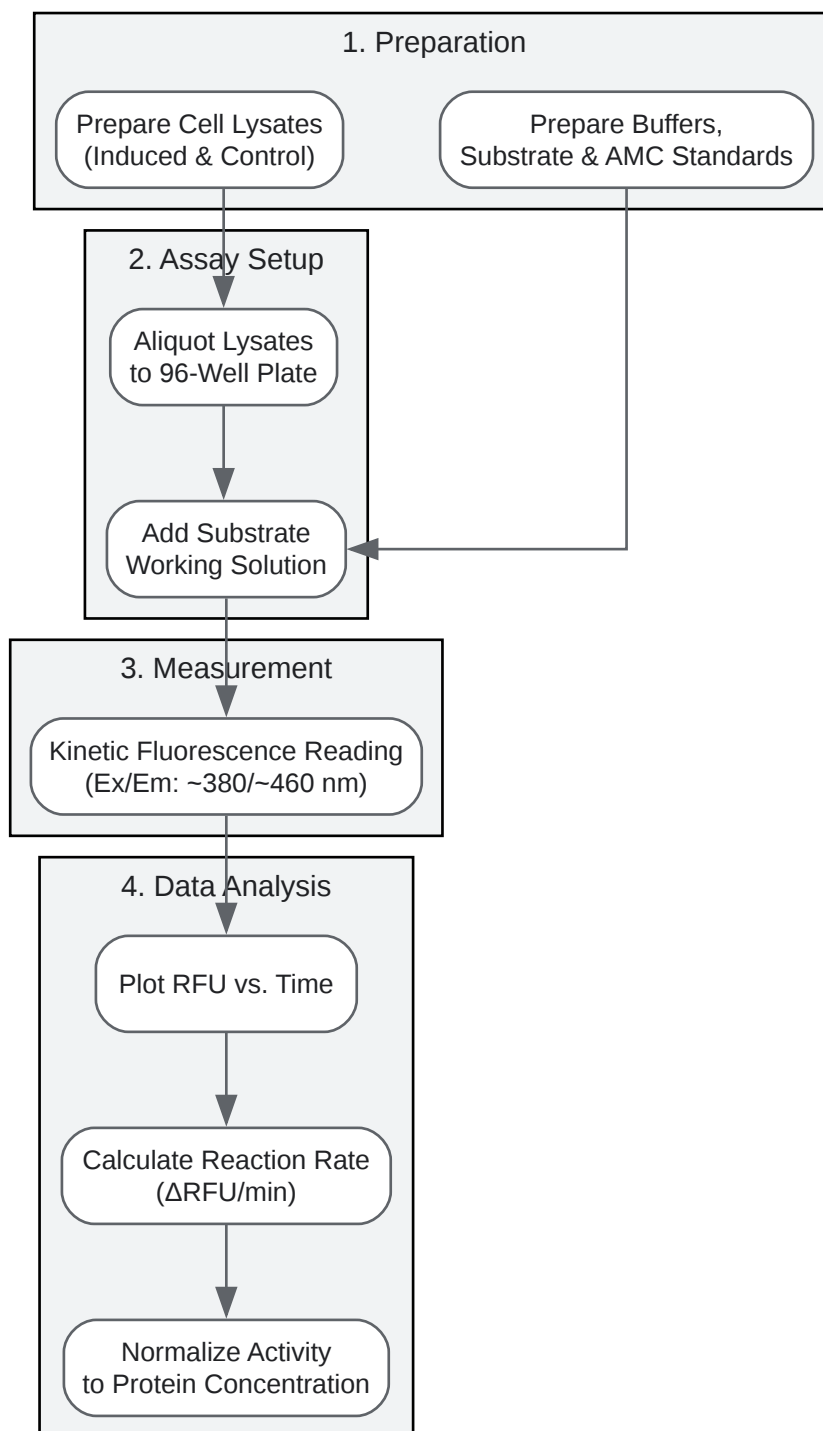 1. Preparation
Prepare Cell Lysates
(Induced & Control)
Prepare Buffers,
Substrate & AMC Standards
2. Assay Setup
Aliquot Lysates
to 96-Well Plate
Add Substrate
Working Solution
3. Measurement
Kinetic Fluorescence Reading
(Ex/Em: ~380/~460 nm)
4. Data Analysis
Plot RFU vs. Time
Calculate Reaction Rate
(ΔRFU/min)
Normalize Activity
to Protein Concentration